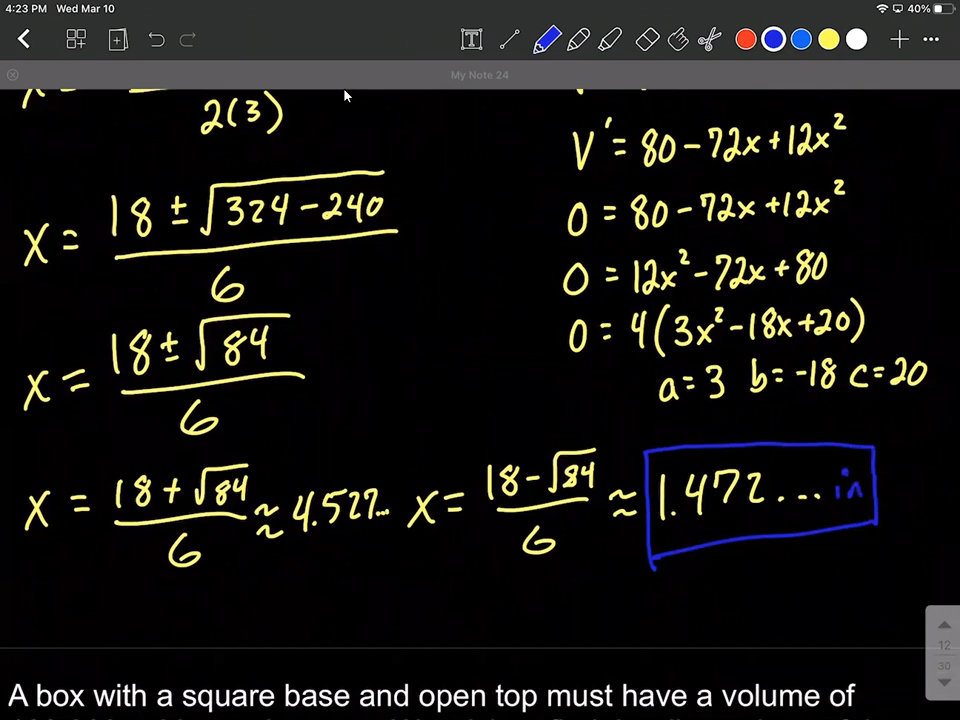 4:23 PM Wed Mar 10
40%
My Note 24
2(3)
x = (18 ± √(324 - 240))/6
x = (18 ± √84)/6
x = (18 + √84)/6 ≈ 4.527...
V' = 80 - 72x + 12x²
0 = 80 - 72x + 12x²
0 = 12x² - 72x + 80
0 = 4(3x² - 18x + 20)
a = 3 b = -18 c = 20
x = (18 - √84)/6 ≈ 1.472... in
12
30
A box with a square base and open top must have a volume of